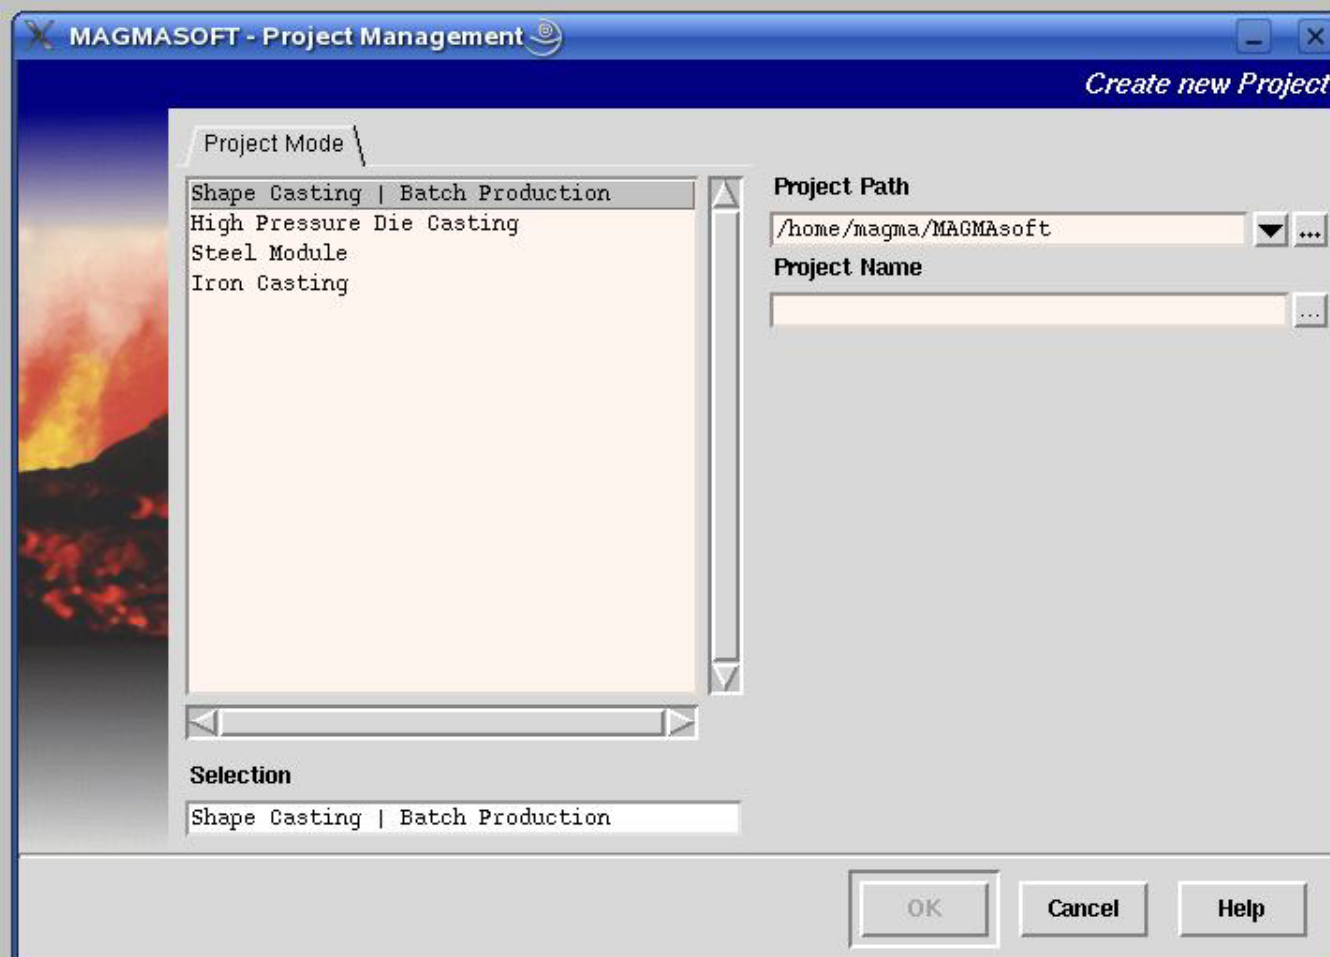 MAGMASOFT - Project Management
Create new Project
Project Mode
Shape Casting | Batch Production
High Pressure Die Casting
Steel Module
Iron Casting
Project Path
/home/magma/MAGMAsoft
...
Project Name
...
Selection
Shape Casting | Batch Production
OK
Cancel
Help